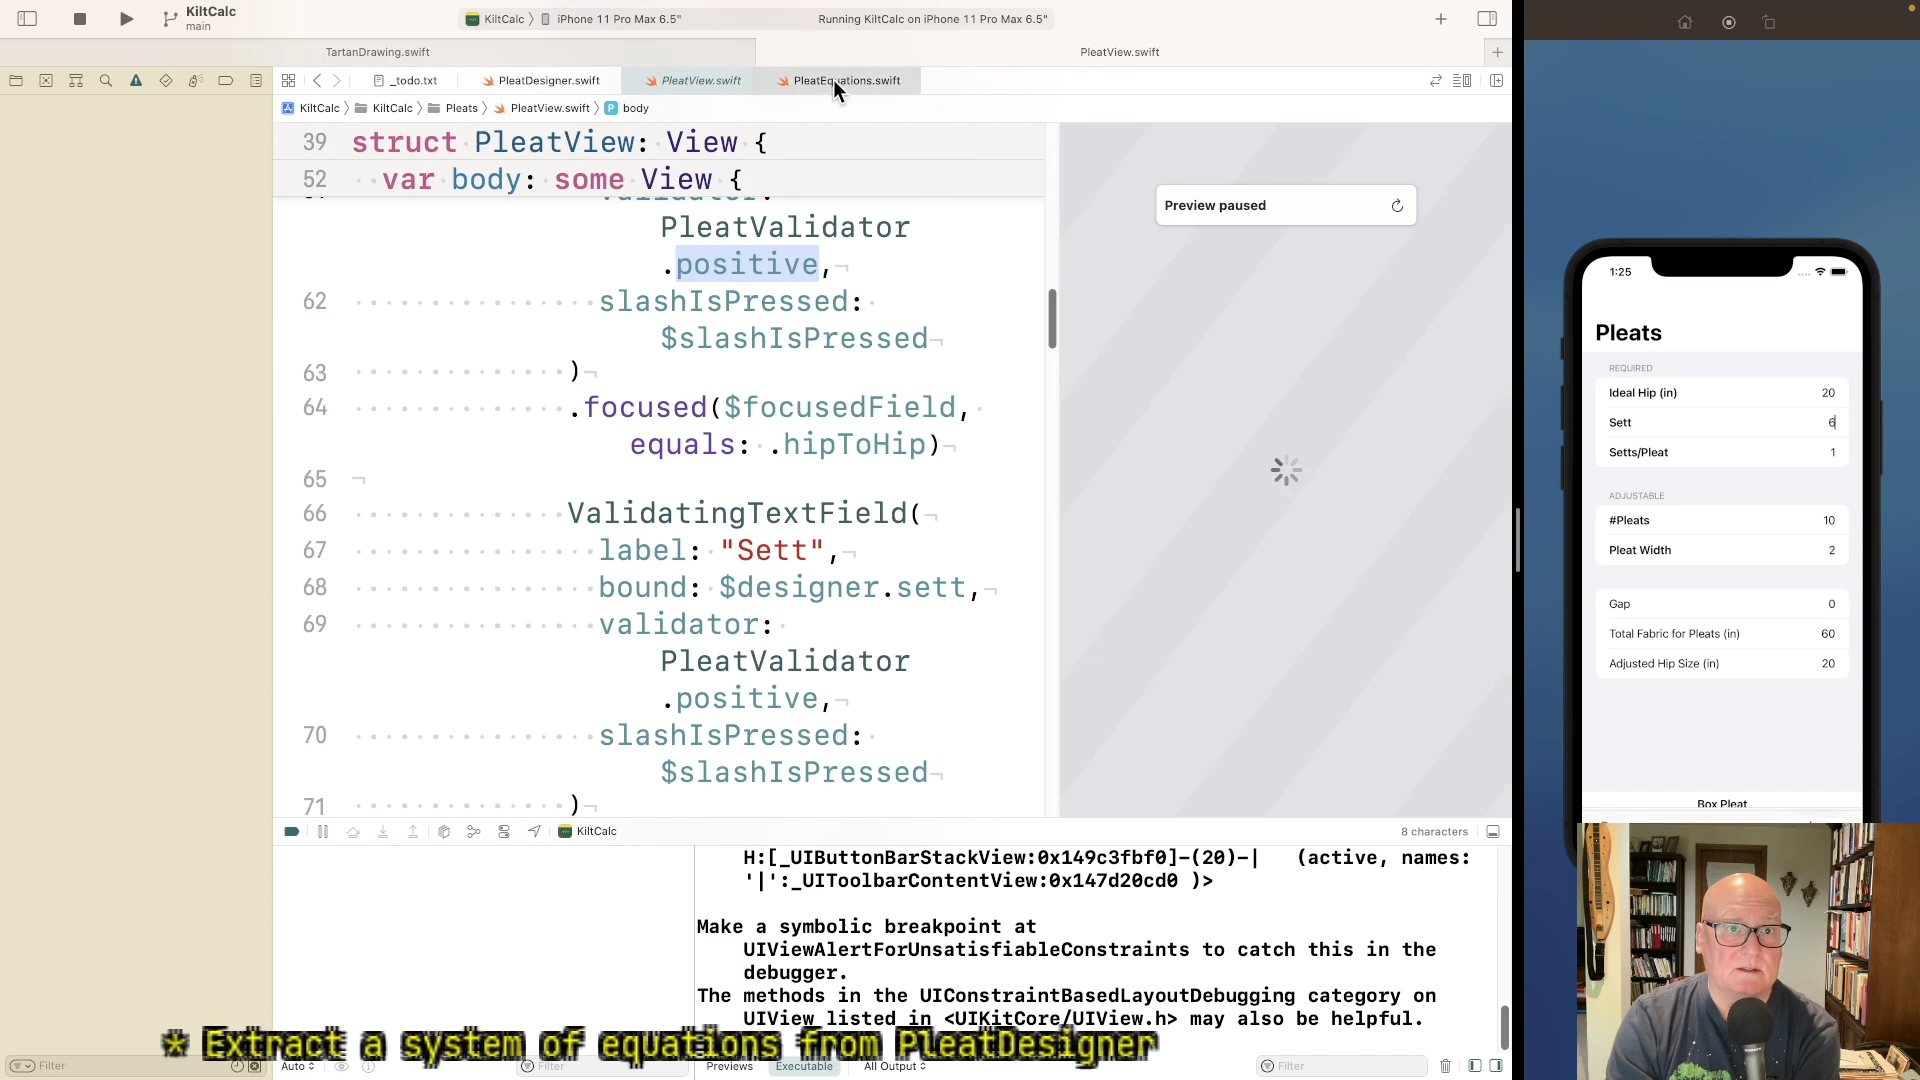 KiltCalc
main
KiltCalc
iPhone 11 Pro Max 6.5"
Running KiltCalc on iPhone 11 Pro Max 6.5"
TartanDrawing.swift
PleatView.swift
_todo.txt
PleatDesigner.swift
PleatView.swift
PleatEquations.swift
KiltCalc
KiltCalc
Pleats
PleatView.swift
body
39 struct PleatView: View {
52 var body: some View {
validator:
PleatValidator
.positive,
62 slashIsPressed:
$slashIsPressed
63 )
64 .focused($focusedField,
equals: .hipToHip)
65
66 ValidatingTextField(
67 label: "Sett",
68 bound: $designer.sett,
69 validator:
PleatValidator
.positive,
70 slashIsPressed:
$slashIsPressed
71 )
Preview paused
KiltCalc
8 characters
H:[_UIButtonBarStackView:0x149c3fbf0]-(20)-| (active, names:
'|':_UIToolbarContentView:0x147d20cd0 )>
Make a symbolic breakpoint at
UIViewAlertForUnsatisfiableConstraints to catch this in the
debugger.
The methods in the UIConstraintBasedLayoutDebugging category on
UIView listed in <UIKitCore/UIView.h> may also be helpful.
* Extract a system of equations from PleatDesigner
Filter
Auto
Filter
Previews
Executable
All Output
Filter
1:25
Pleats
REQUIRED
Ideal Hip (in) 20
Sett 6
Setts/Pleat 1
ADJUSTABLE
#Pleats 10
Pleat Width 2
Gap 0
Total Fabric for Pleats (in) 60
Adjusted Hip Size (in) 20
Box Pleat